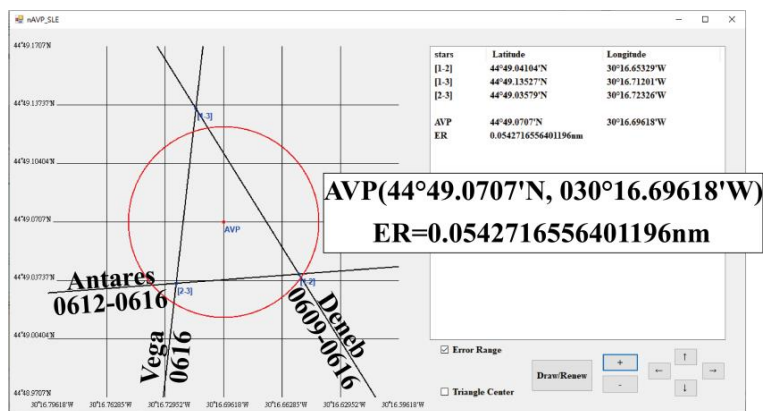 nAVP_SLE
44°49.1707'N
44°49.13737'N
44°49.10404'N
44°49.0707'N
44°49.03737'N
44°49.00404'N
44°48.9707'N
30°16.79618'W 30°16.76285'W 30°16.72952'W 30°16.69618'W 30°16.66285'W 30°16.62952'W 30°16.59618'W
[1-3]
AVP
[2-3]
[1-2]
Antares
0612-0616
Vega
0616
Deneb
0609-0616
stars Latitude Longitude
[1-2] 44°49.04104'N 30°16.65329'W
[1-3] 44°49.13527'N 30°16.71201'W
[2-3] 44°49.03579'N 30°16.72326'W
AVP 44°49.0707'N 30°16.69618'W
ER 0.0542716556401196nm
AVP(44°49.0707'N, 030°16.69618'W)
ER=0.0542716556401196nm
Error Range
Triangle Center
Draw/Renew
+
-
←
↑
↓
→